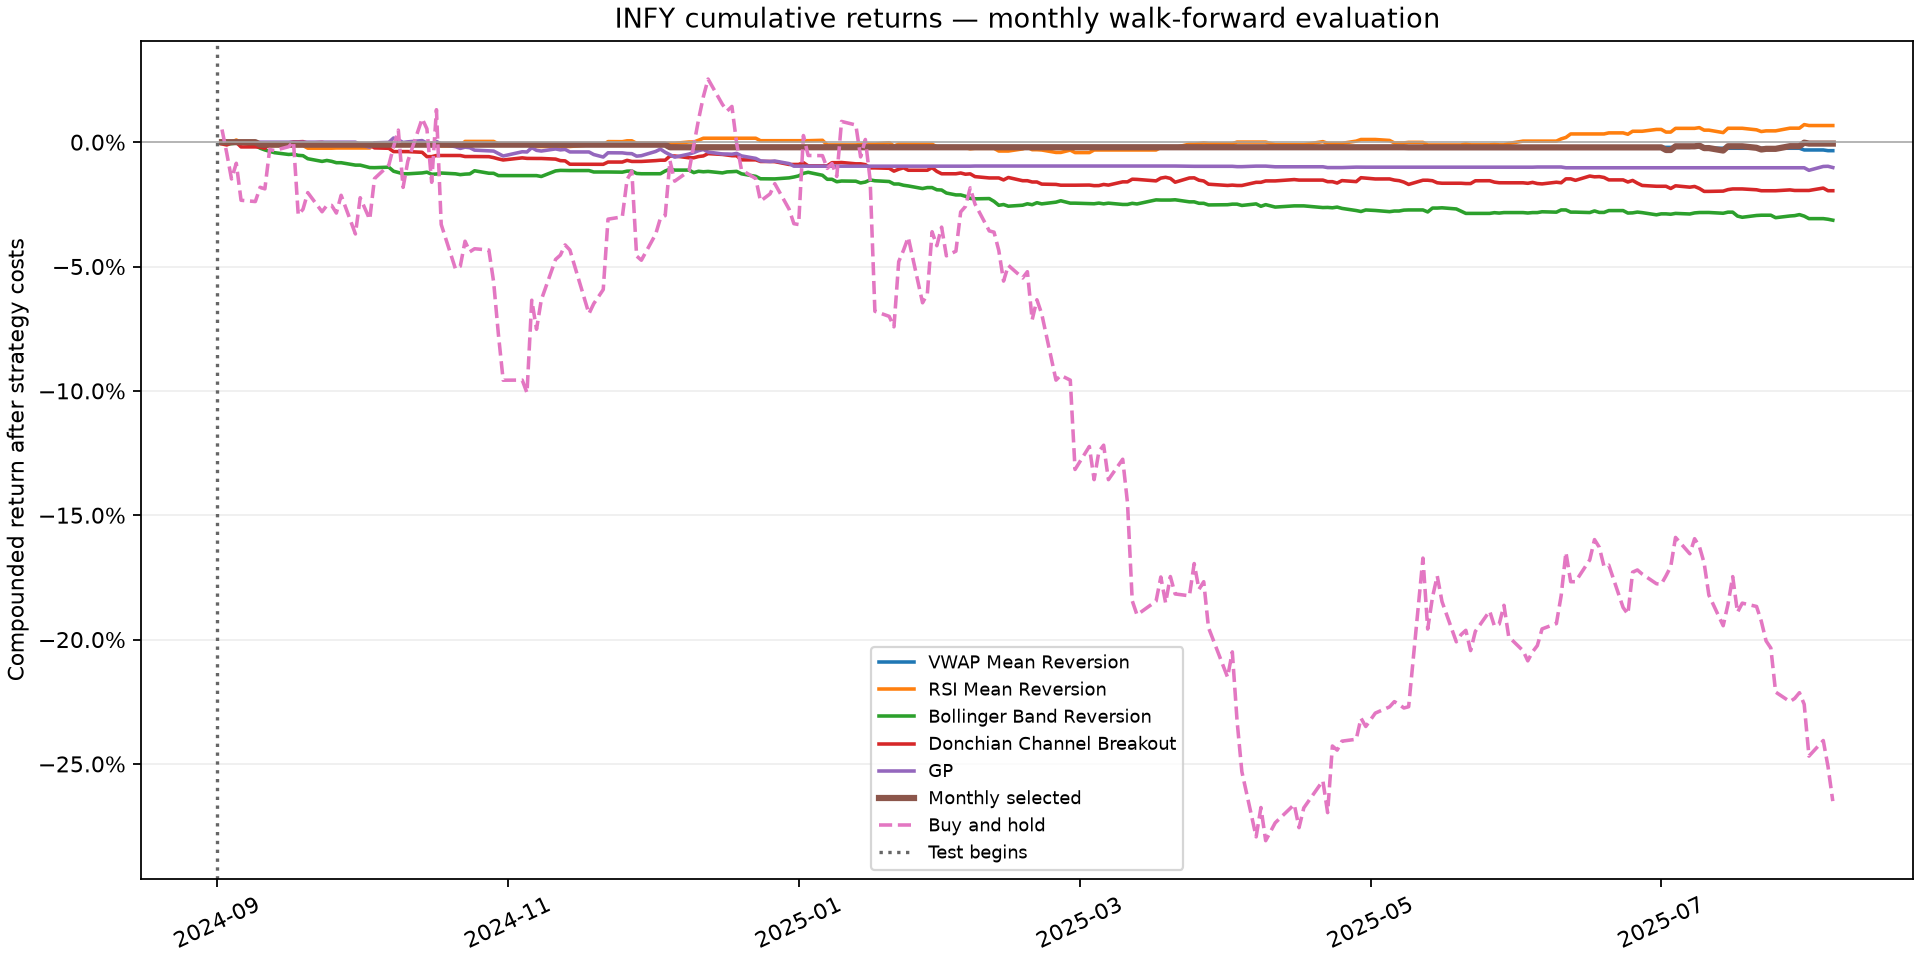 INFY cumulative returns — monthly walk-forward evaluation
Compounded return after strategy costs
0.0%
−5.0%
−10.0%
−15.0%
−20.0%
−25.0%
VWAP Mean Reversion
RSI Mean Reversion
Bollinger Band Reversion
Donchian Channel Breakout
GP
Monthly selected
Buy and hold
Test begins
2024-09
2024-11
2025-01
2025-03
2025-05
2025-07